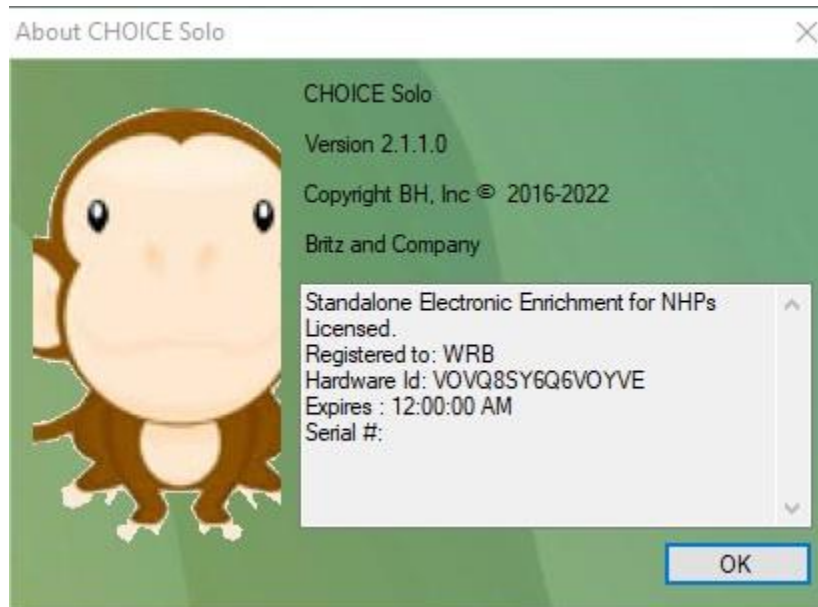 About CHOICE Solo
CHOICE Solo
Version 2.1.1.0
Copyright BH, Inc © 2016-2022
Britz and Company
Standalone Electronic Enrichment for NHPs
Licensed.
Registered to: WRB
Hardware Id: VOVQ8SY6Q6VOYVE
Expires : 12:00:00 AM
Serial #:
OK